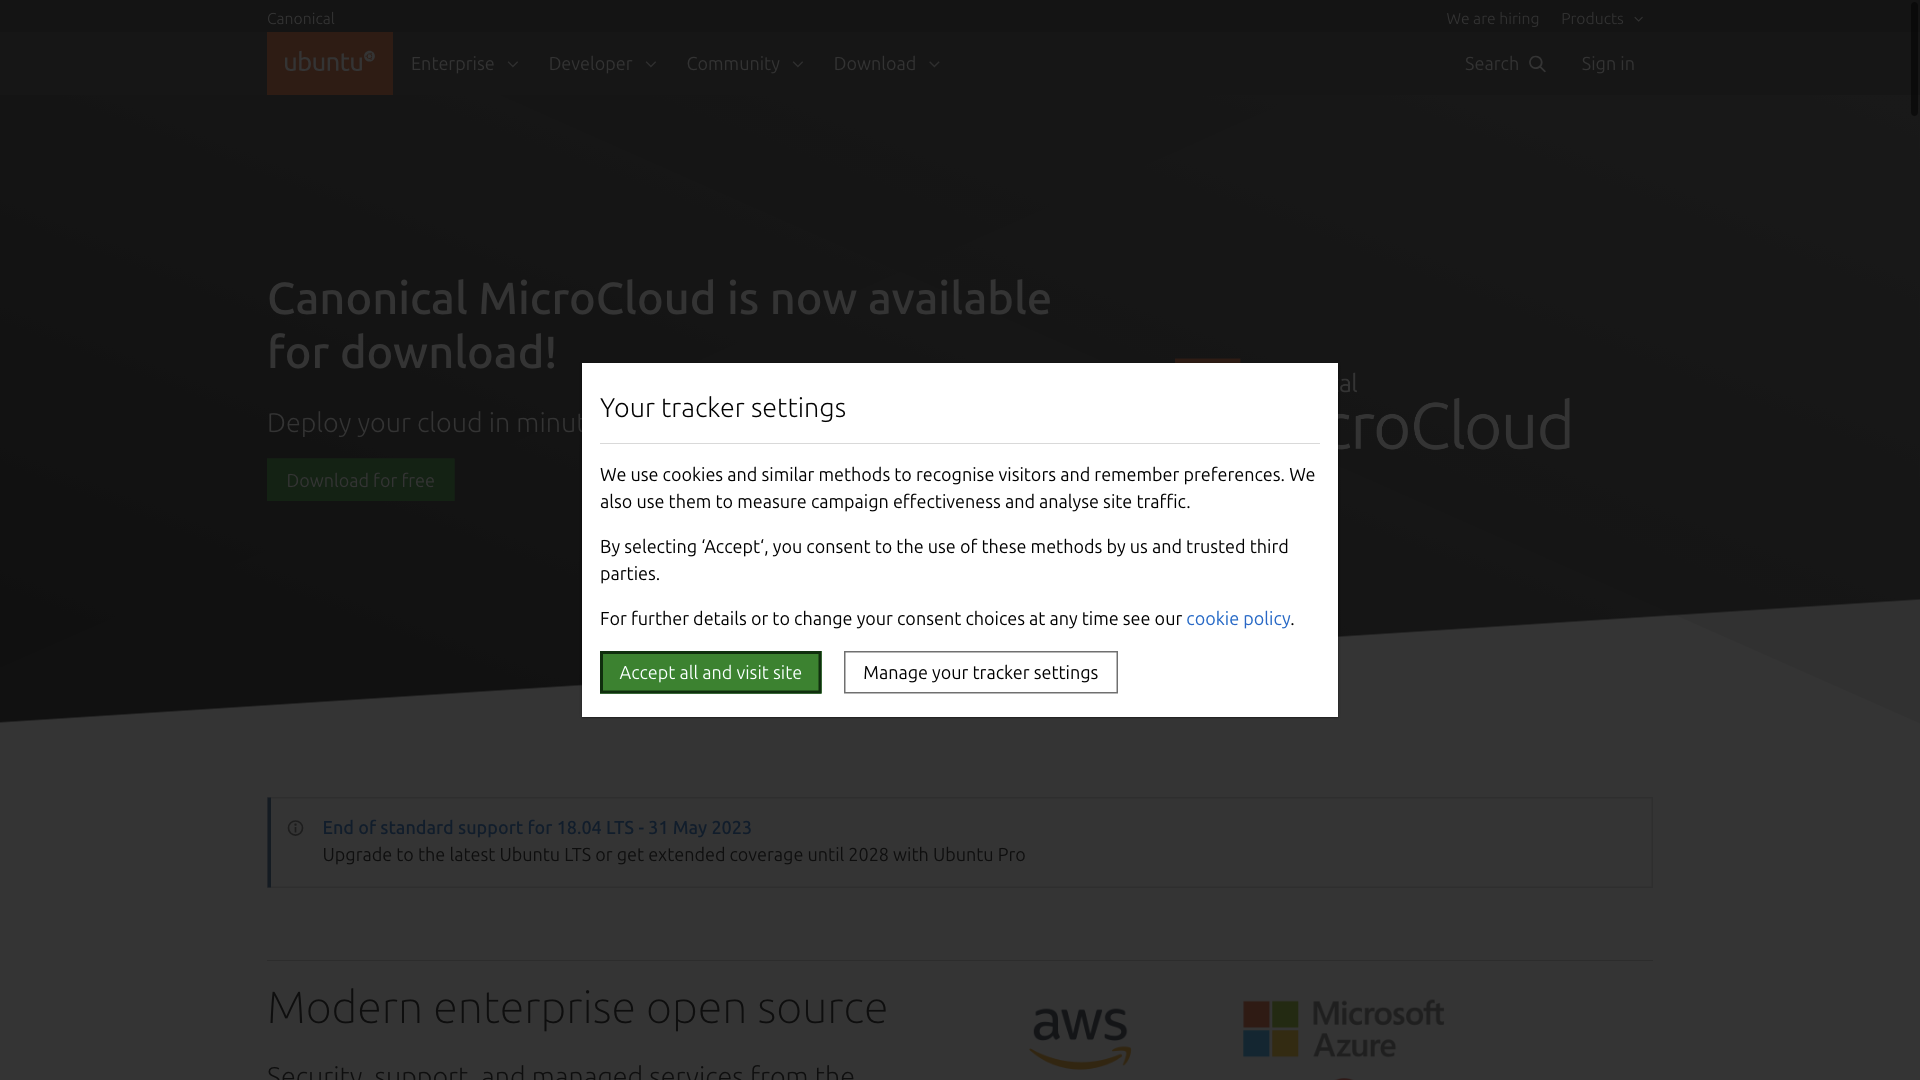 Canonical
We are hiring
Products
ubuntu®
Enterprise
Developer
Community
Download
Search
Sign in
Canonical MicroCloud is now available
for download!
Deploy your cloud in minut
Download for free
al
croCloud
Your tracker settings
We use cookies and similar methods to recognise visitors and remember preferences. We
also use them to measure campaign effectiveness and analyse site traffic.
By selecting ‘Accept‘, you consent to the use of these methods by us and trusted third
parties.
For further details or to change your consent choices at any time see our cookie policy.
Accept all and visit site
Manage your tracker settings
End of standard support for 18.04 LTS - 31 May 2023
Upgrade to the latest Ubuntu LTS or get extended coverage until 2028 with Ubuntu Pro
Modern enterprise open source
aws
Microsoft
Azure
Security, support, and managed services from the